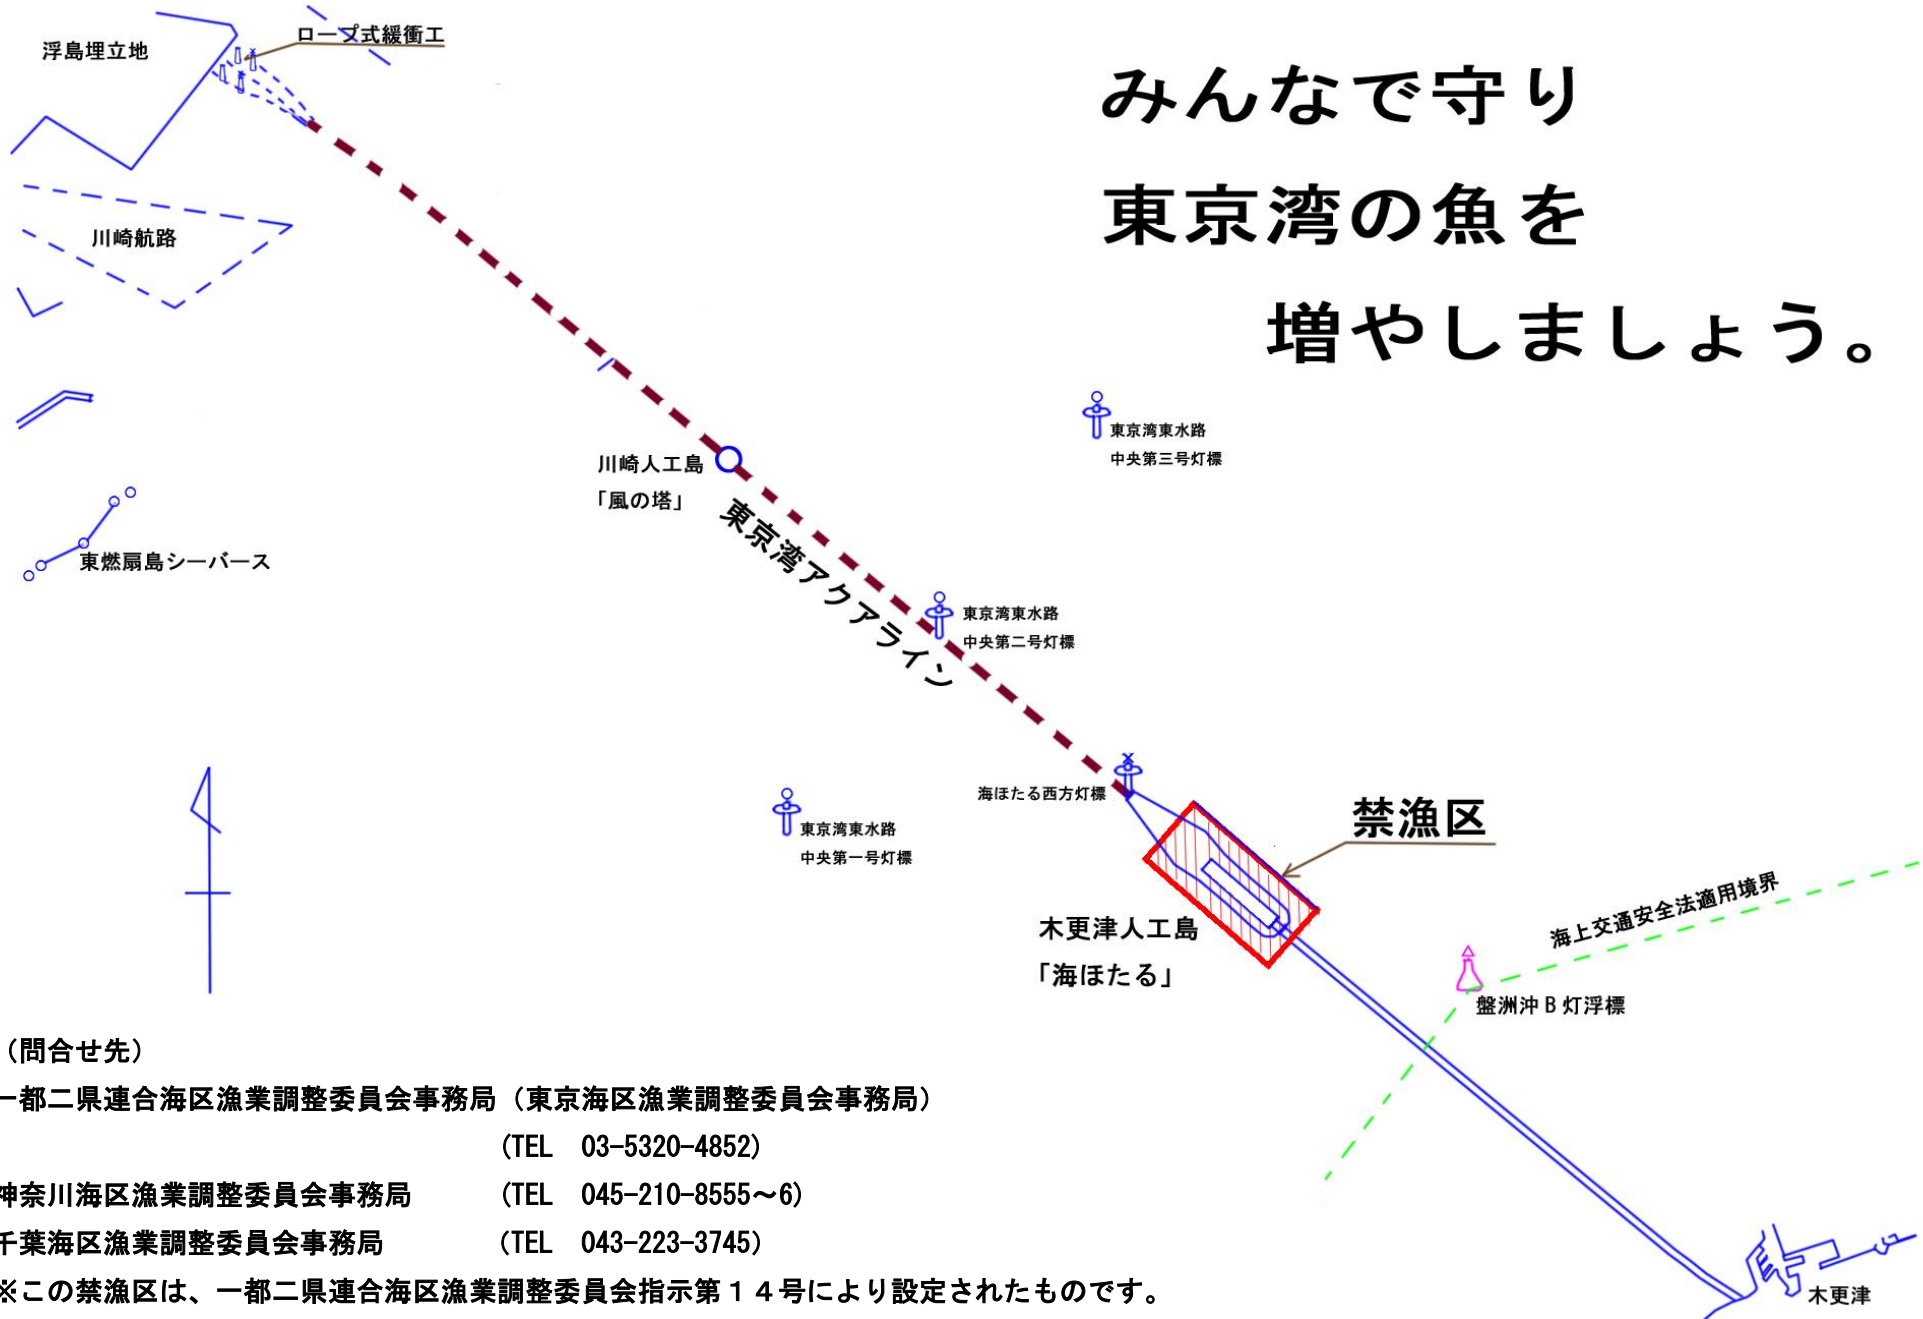 みんなで守り
東京湾の魚を
増やしましょう。
浮島埋立地
ロープ式緩衝工
川崎航路
東京湾東水路
中央第三号灯標
川崎人工島
「風の塔」
東京湾アクアライン
東燃扇島シーバース
東京湾東水路
中央第二号灯標
海ほたる西方灯標
禁漁区
東京湾東水路
中央第一号灯標
木更津人工島
「海ほたる」
海上交通安全法適用境界
盤洲沖B灯浮標
（問合せ先）
一都二県連合海区漁業調整委員会事務局（東京海区漁業調整委員会事務局）
(TEL　03-5320-4852)
神奈川海区漁業調整委員会事務局　(TEL　045-210-8555～6)
千葉海区漁業調整委員会事務局　(TEL　043-223-3745)
※この禁漁区は、一都二県連合海区漁業調整委員会指示第１４号により設定されたものです。
木更津